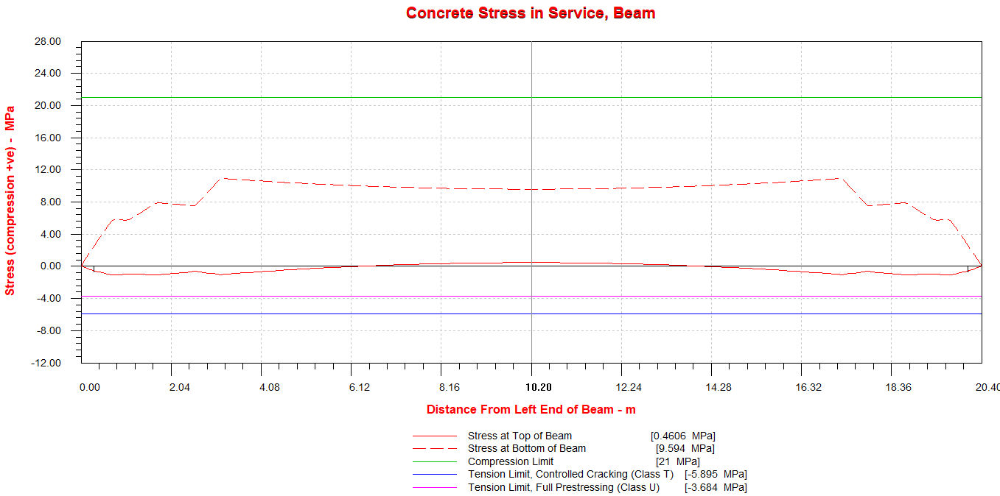 Concrete Stress in Service, Beam
Stress (compression +ve) - MPa
28.00
24.00
20.00
16.00
12.00
8.00
4.00
0.00
-4.00
-8.00
-12.00
0.00 2.04 4.08 6.12 8.16 10.20 12.24 14.28 16.32 18.36 20.40
Distance From Left End of Beam - m
Stress at Top of Beam [0.4606 MPa]
Stress at Bottom of Beam [9.594 MPa]
Compression Limit [21 MPa]
Tension Limit, Controlled Cracking (Class T) [-5.895 MPa]
Tension Limit, Full Prestressing (Class U) [-3.684 MPa]